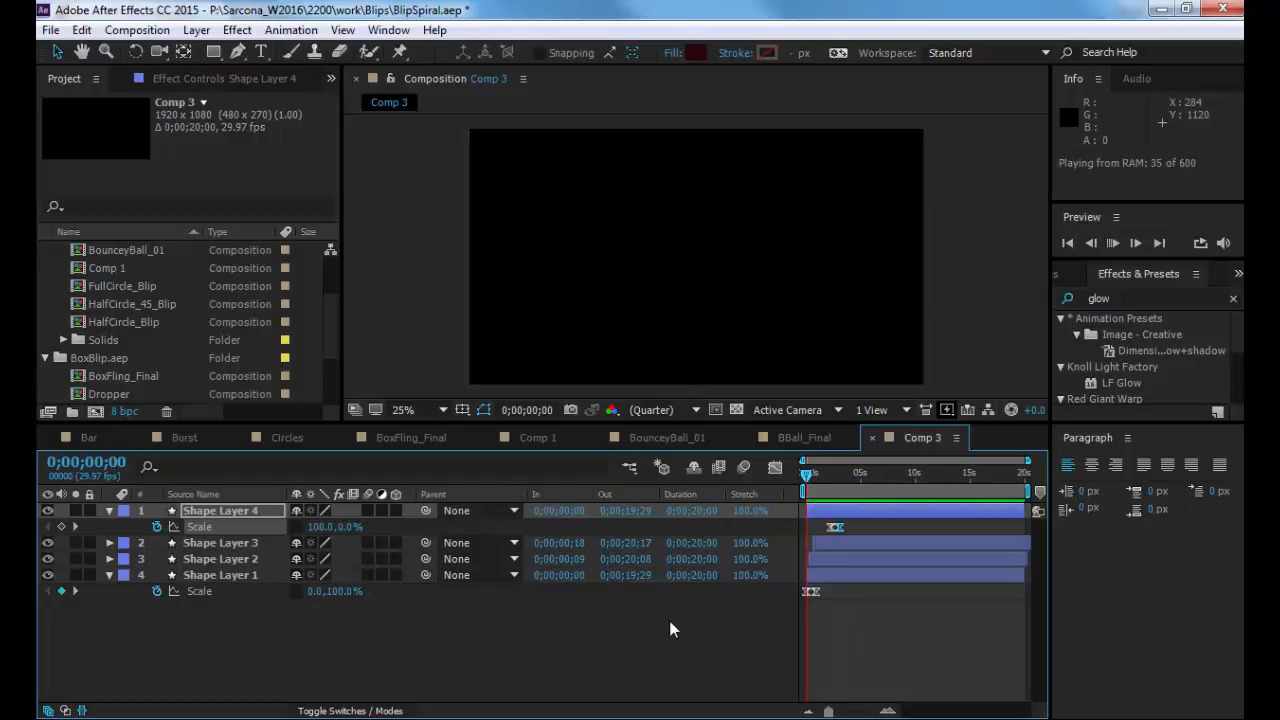 Ae Adobe After Effects CC 2015 - P:\Sarcona_W2016\2200\work\Blips\BlipSpiral.aep *
File Edit Composition Layer Effect Animation View Window Help
Snapping Fill: Stroke: - px Workspace: Standard Search Help
Project Effect Controls Shape Layer 4 » Composition Comp 3 Info Audio
Comp 3
1920 x 1080 (480 x 270) (1.00)
Δ 0;00;20;00, 29.97 fps
Comp 3
R : X : 284
G : Y : 1120
B :
A : 0
Playing from RAM: 35 of 600
Preview
Name Type Size
BounceyBall_01 Composition
Comp 1 Composition
FullCircle_Blip Composition
HalfCircle_45_Blip Composition
HalfCircle_Blip Composition
Solids Folder
BoxBlip.aep Folder
BoxFling_Final Composition
Dropper Composition
8 bpc
s Effects & Presets »
glow
* Animation Presets
Image - Creative
Dimensi...ow+shadow
Knoll Light Factory
LF Glow
Red Giant Warp
25% 0;00;00;00 (Quarter) Active Camera 1 View +0.0
Bar Burst Circles BoxFling_Final Comp 1 BounceyBall_01 BBall_Final Comp 3
Paragraph
0;00;00;00
00000 (29.97 fps)
0s 05s 10s 15s 20s
# Source Name fx Parent In Out Duration Stretch
1 Shape Layer 4 None 0;00;00;00 0;00;19;29 0;00;20;00 100.0%
Scale 100.0,0.0%
2 Shape Layer 3 None 0;00;00;18 0;00;20;17 0;00;20;00 100.0%
3 Shape Layer 2 None 0;00;00;09 0;00;20;08 0;00;20;00 100.0%
4 Shape Layer 1 None 0;00;00;00 0;00;19;29 0;00;20;00 100.0%
Scale 0.0,100.0%
0 px 0 px 0 px
0 px 0 px
Toggle Switches / Modes